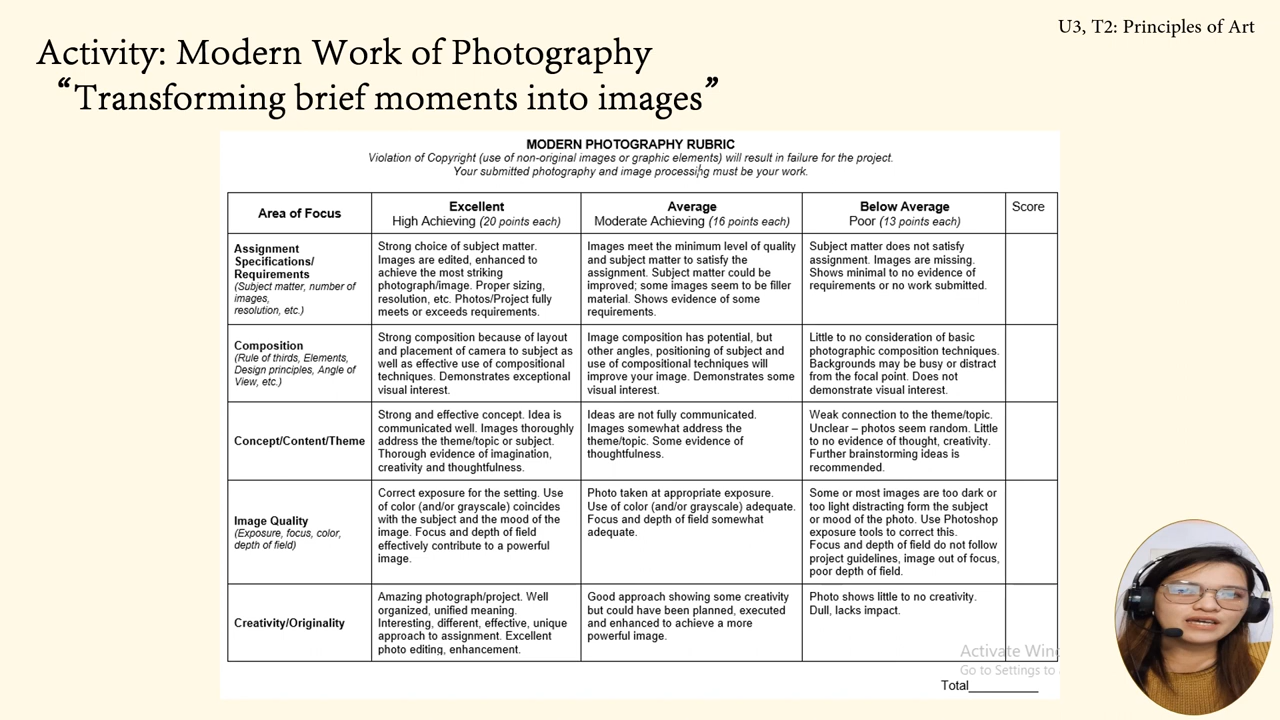 U3, T2: Principles of Art
Activity: Modern Work of Photography
“Transforming brief moments into images”
MODERN PHOTOGRAPHY RUBRIC
Violation of Copyright (use of non-original images or graphic elements) will result in failure for the project.
Your submitted photography and image processing must be your work.
Area of Focus
Excellent
High Achieving (20 points each)
Average
Moderate Achieving (16 points each)
Below Average
Poor (13 points each)
Score
Assignment
Specifications/
Requirements
(Subject matter, number of
images,
resolution, etc.)
Strong choice of subject matter.
Images are edited, enhanced to
achieve the most striking
photograph/image. Proper sizing,
resolution, etc. Photos/Project fully
meets or exceeds requirements.
Images meet the minimum level of quality
and subject matter to satisfy the
assignment. Subject matter could be
improved; some images seem to be filler
material. Shows evidence of some
requirements.
Subject matter does not satisfy
assignment. Images are missing.
Shows minimal to no evidence of
requirements or no work submitted.
Composition
(Rule of thirds, Elements,
Design principles, Angle of
View, etc.)
Strong composition because of layout
and placement of camera to subject as
well as effective use of compositional
techniques. Demonstrates exceptional
visual interest.
Image composition has potential, but
other angles, positioning of subject and
use of compositional techniques will
improve your image. Demonstrates some
visual interest.
Little to no consideration of basic
photographic composition techniques.
Backgrounds may be busy or distract
from the focal point. Does not
demonstrate visual interest.
Concept/Content/Theme
Strong and effective concept. Idea is
communicated well. Images thoroughly
address the theme/topic or subject.
Thorough evidence of imagination,
creativity and thoughtfulness.
Ideas are not fully communicated.
Images somewhat address the
theme/topic. Some evidence of
thoughtfulness.
Weak connection to the theme/topic.
Unclear – photos seem random. Little
to no evidence of thought, creativity.
Further brainstorming ideas is
recommended.
Image Quality
(Exposure, focus, color,
depth of field)
Correct exposure for the setting. Use
of color (and/or grayscale) coincides
with the subject and the mood of the
image. Focus and depth of field
effectively contribute to a powerful
image.
Photo taken at appropriate exposure.
Use of color (and/or grayscale) adequate.
Focus and depth of field somewhat
adequate.
Some or most images are too dark or
too light distracting form the subject
or mood of the photo. Use Photoshop
exposure tools to correct this.
Focus and depth of field do not follow
project guidelines, image out of focus,
poor depth of field.
Creativity/Originality
Amazing photograph/project. Well
organized, unified meaning.
Interesting, different, effective, unique
approach to assignment. Excellent
photo editing, enhancement.
Good approach showing some creativity
but could have been planned, executed
and enhanced to achieve a more
powerful image.
Photo shows little to no creativity.
Dull, lacks impact.
Activate Win
Go to Settings to
Total__________